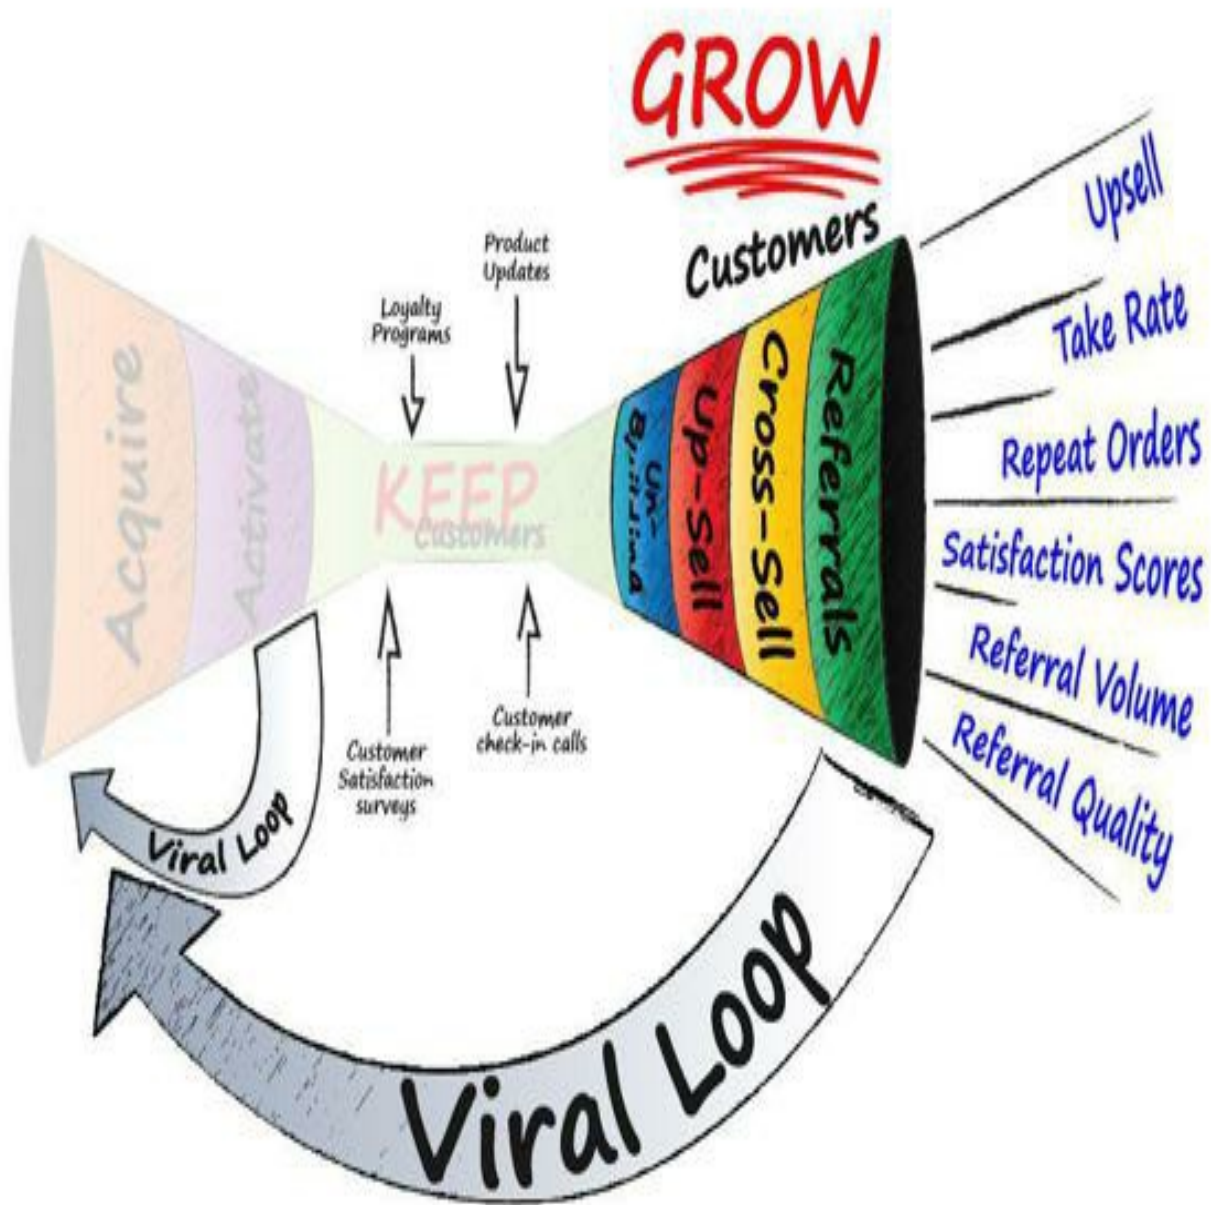 GROW
Customers
Product
Updates
Loyalty
Programs
Acquire
Activate
KEEP
Customers
Un-
Up-Sell
Cross-Sell
Referrals
Upsell
Take Rate
Repeat Orders
Satisfaction Scores
Referral Volume
Referral Quality
Customer
Satisfaction
surveys
Customer
check-in calls
Viral Loop
Viral Loop